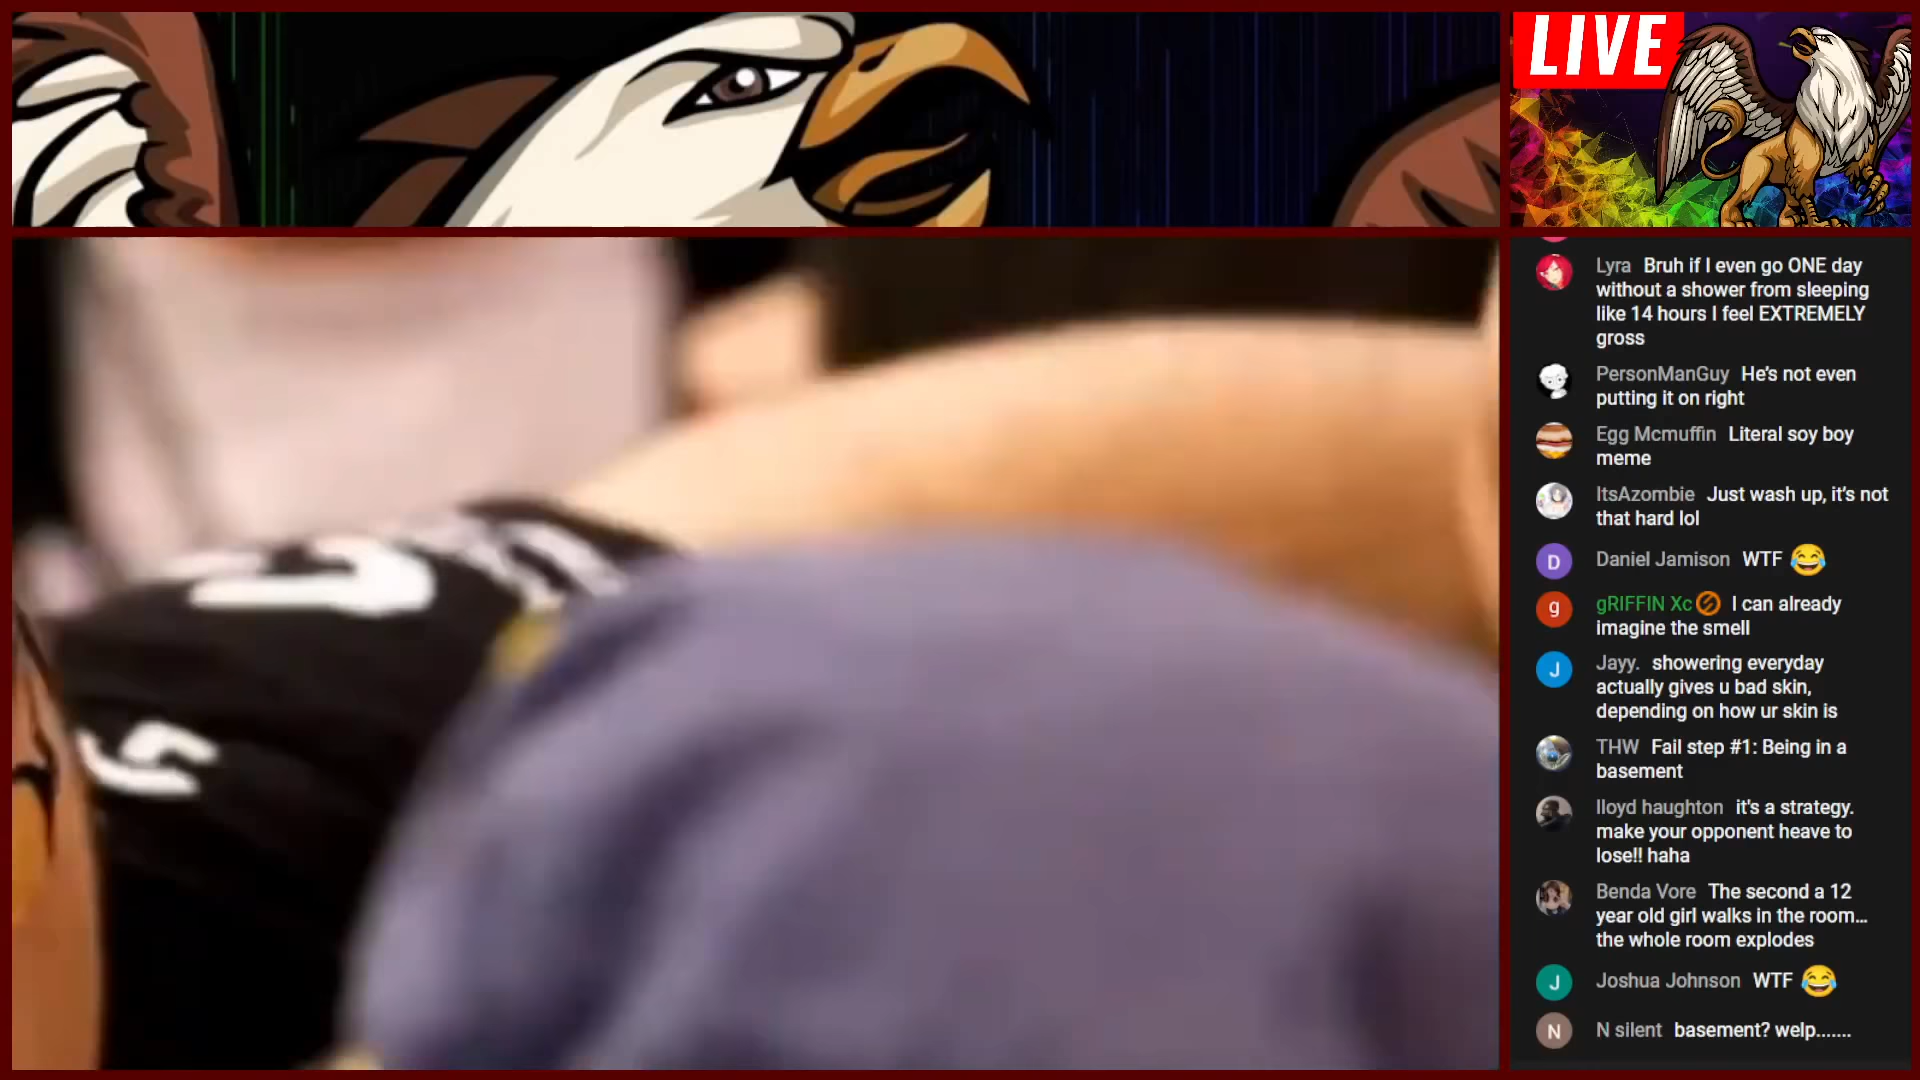 LIVE
Lyra Bruh if I even go ONE day
without a shower from sleeping
like 14 hours I feel EXTREMELY
gross
PersonManGuy He's not even
putting it on right
Egg Mcmuffin Literal soy boy
meme
ItsAzombie Just wash up, it's not
that hard lol
D Daniel Jamison WTF 😂
g gRIFFIN Xc I can already
imagine the smell
J Jayy. showering everyday
actually gives u bad skin,
depending on how ur skin is
THW Fail step #1: Being in a
basement
lloyd haughton it's a strategy.
make your opponent heave to
lose!! haha
Benda Vore The second a 12
year old girl walks in the room...
the whole room explodes
J Joshua Johnson WTF 😂
N N silent basement? welp.......